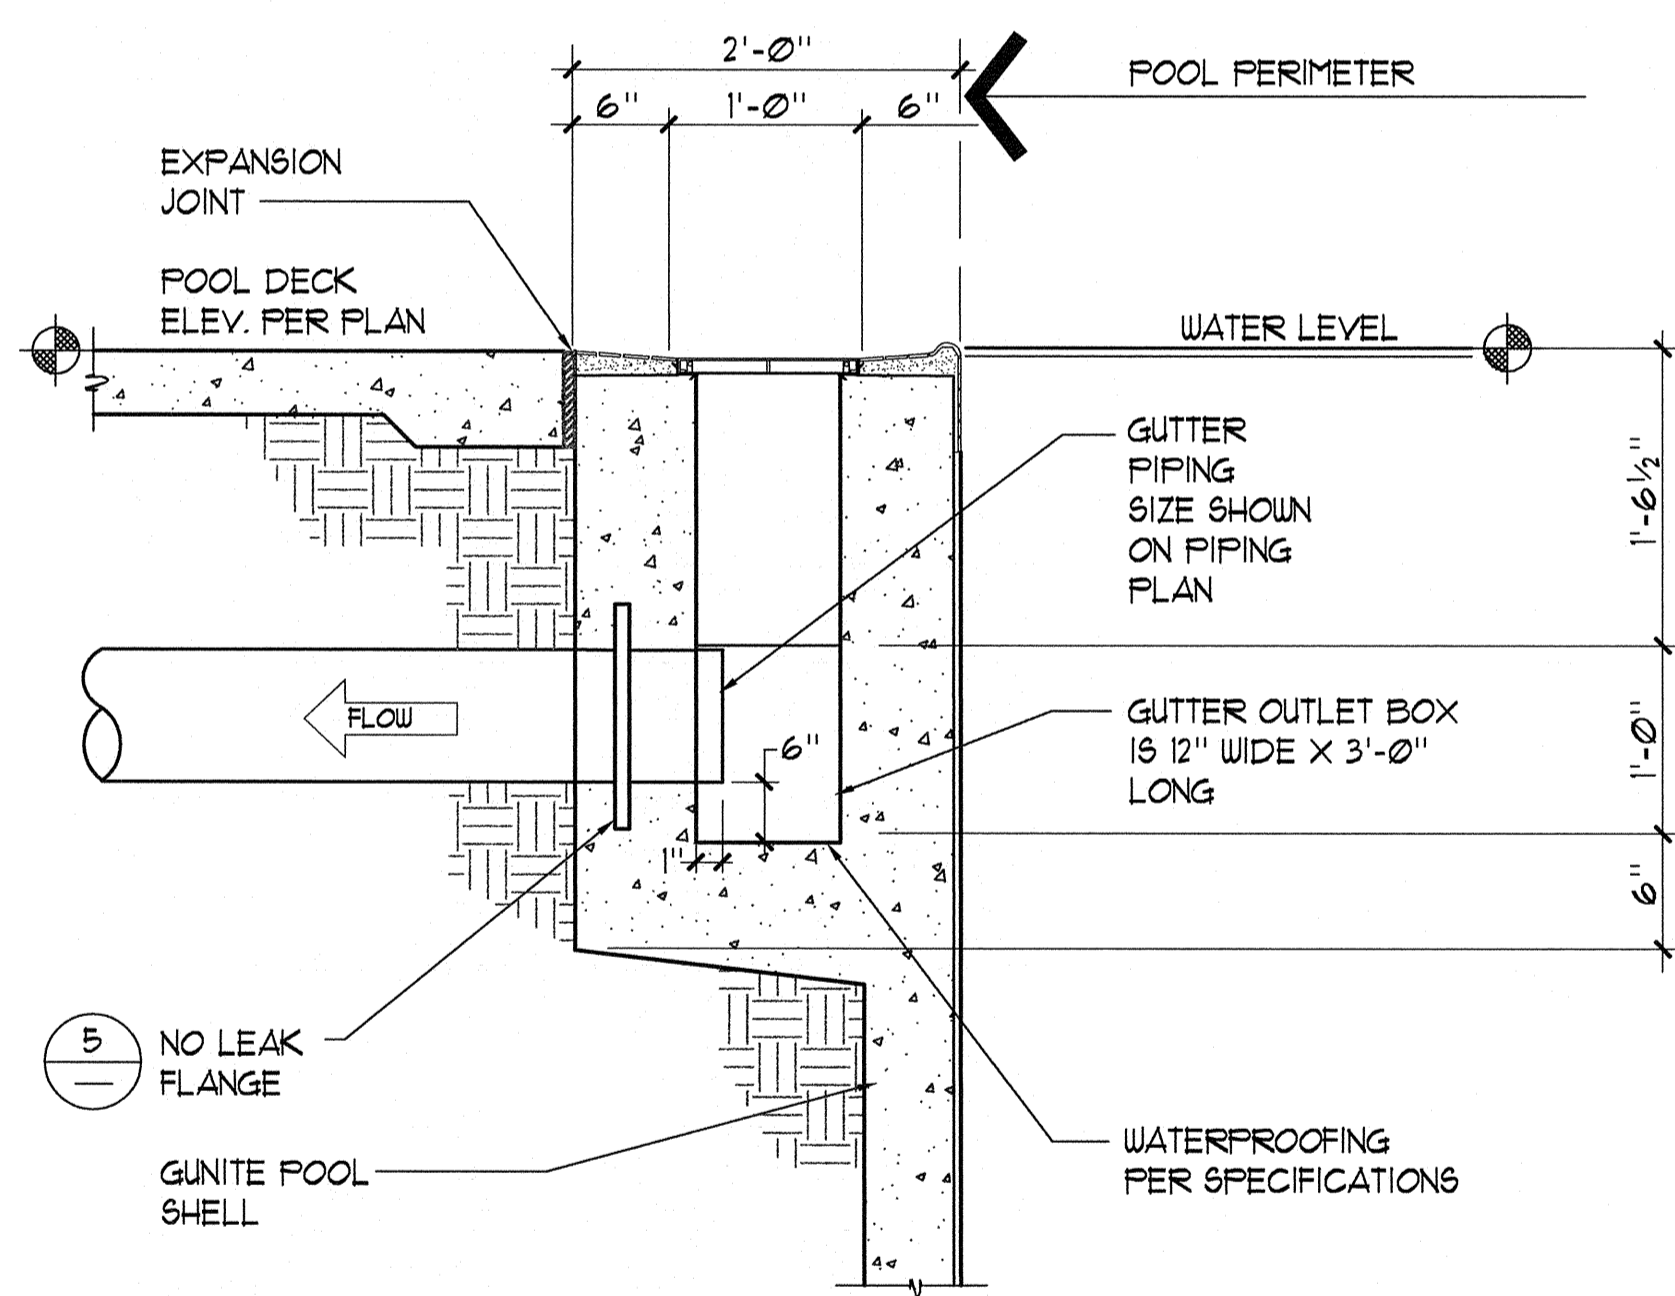 2'-0"
POOL PERIMETER
6"
1'-0"
6"
EXPANSION
JOINT
POOL DECK
ELEV. PER PLAN
WATER LEVEL
GUTTER
PIPING
SIZE SHOWN
ON PIPING
PLAN
1'-6 1/2"
FLOW
6"
GUTTER OUTLET BOX
IS 12" WIDE X 3'-0"
LONG
1'-0"
1"
6"
5
NO LEAK
FLANGE
GUNITE POOL
SHELL
WATERPROOFING
PER SPECIFICATIONS